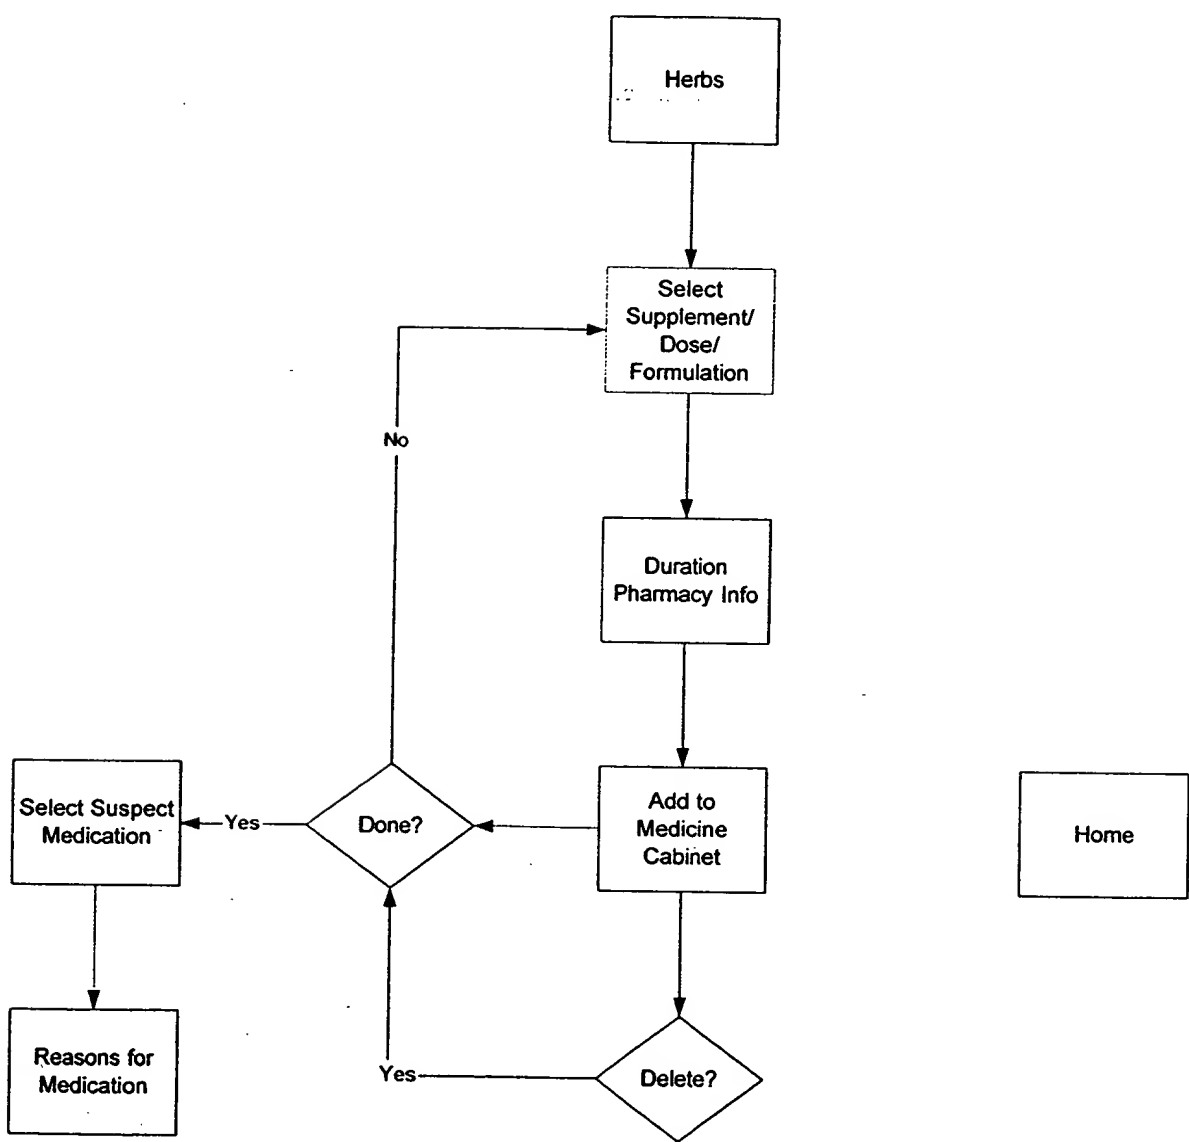 Herbs
Select
Supplement/
Dose/
Formulation
No
Duration
Pharmacy Info
Select Suspect
Medication
Yes
Done?
Add to
Medicine
Cabinet
Home
Reasons for
Medication
Yes
Delete?